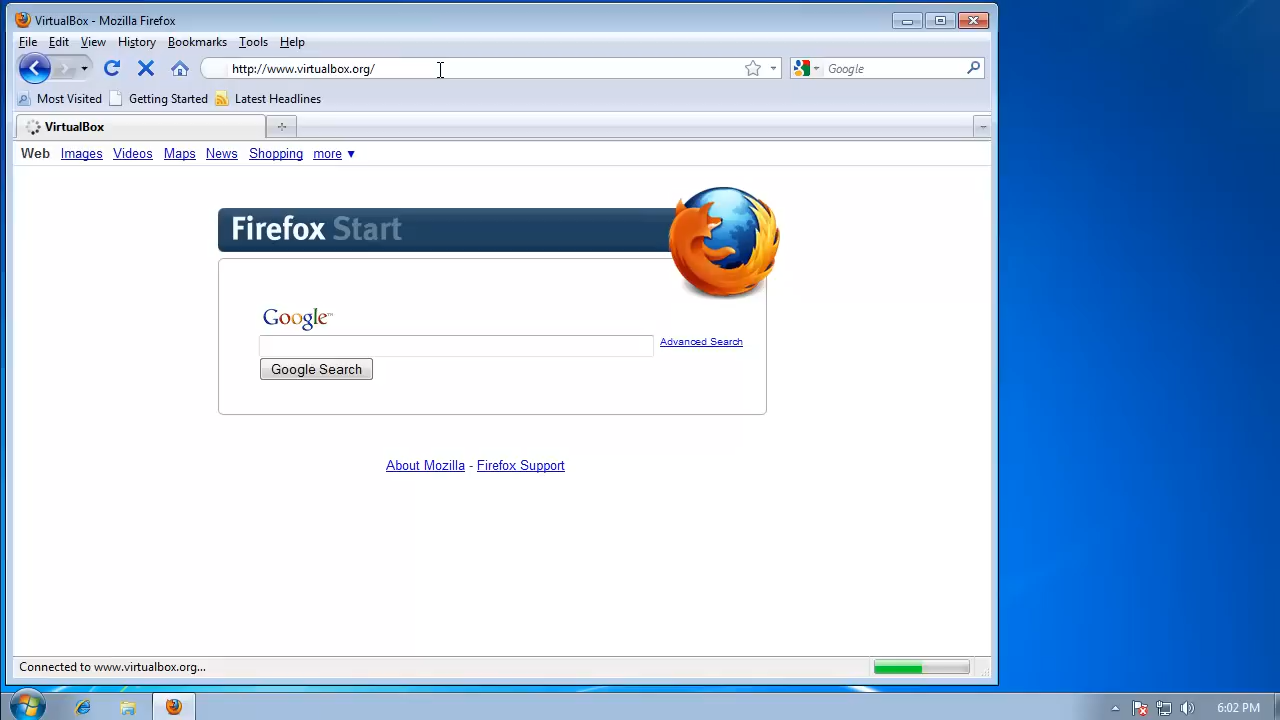 VirtualBox - Mozilla Firefox
File Edit View History Bookmarks Tools Help
http://www.virtualbox.org/
Google
Most Visited Getting Started Latest Headlines
VirtualBox
Web Images Videos Maps News Shopping more ▼
Firefox Start
Google™
Advanced Search
Google Search
About Mozilla - Firefox Support
Connected to www.virtualbox.org...
6:02 PM